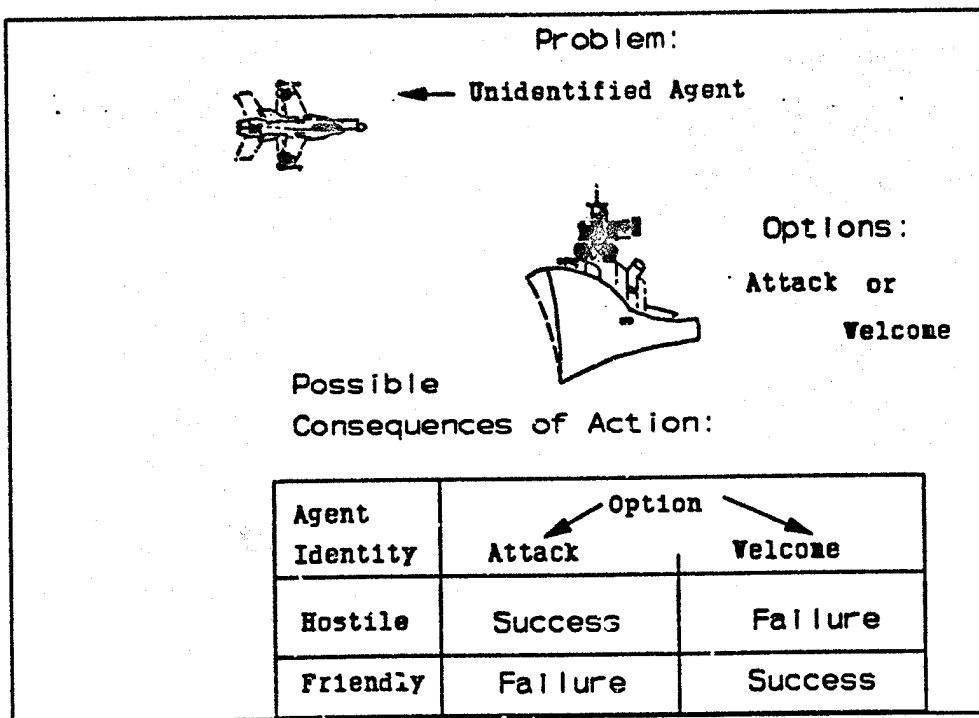 Problem:
Unidentified Agent
Options:
Attack or
Welcome
Possible
Consequences of Action:
Agent
Identity
Option
Attack
Welcome
Hostile
Success
Failure
Friendly
Failure
Success